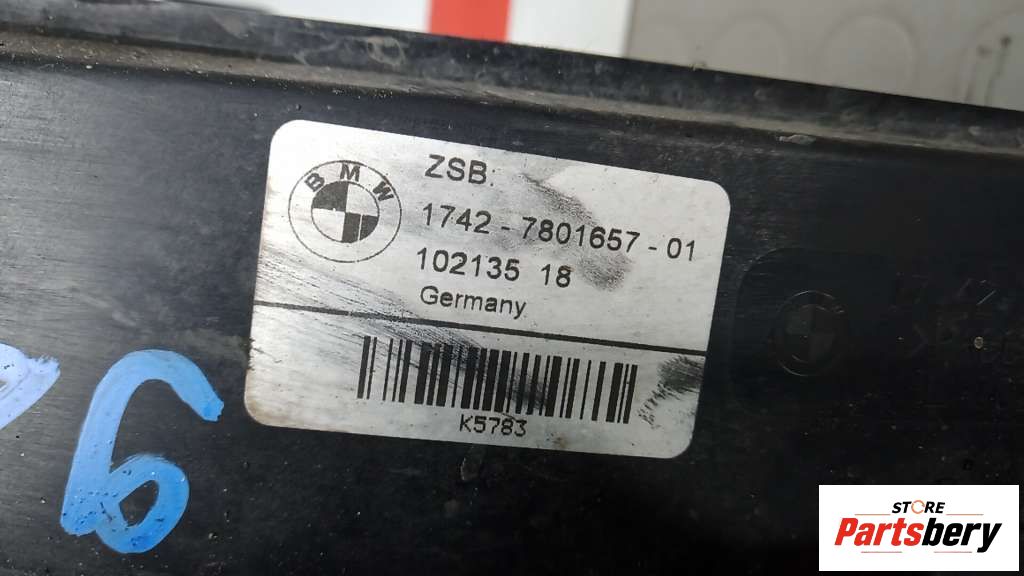 BMW
ZSB:
1742 - 7801657 - 01
102135 18
Germany
K5783
STORE
Partsbery